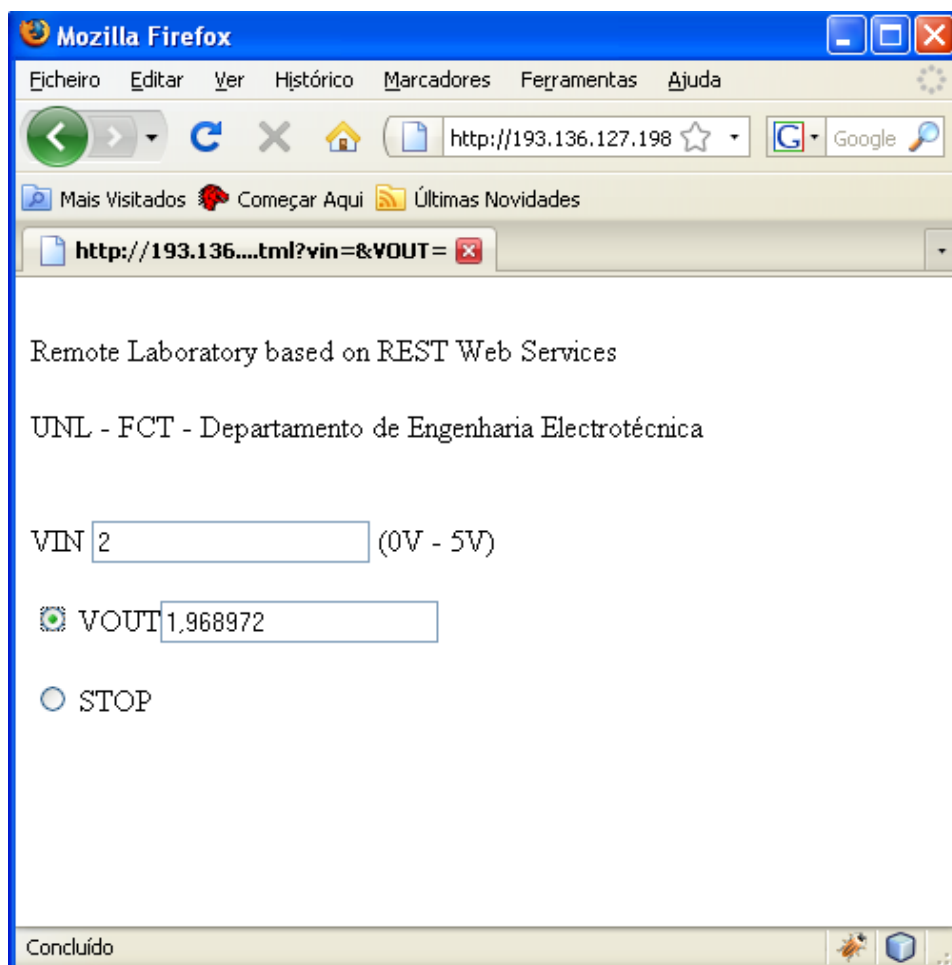 Mozilla Firefox
Ficheiro Editar Ver Histórico Marcadores Ferramentas Ajuda
http://193.136.127.198 G Google
Mais Visitados Começar Aqui Últimas Novidades
http://193.136....tml?vin=&VOUT=
Remote Laboratory based on REST Web Services
UNL - FCT - Departamento de Engenharia Electrotécnica
VIN 2 (0V - 5V)
VOUT 1,968972
STOP
Concluído